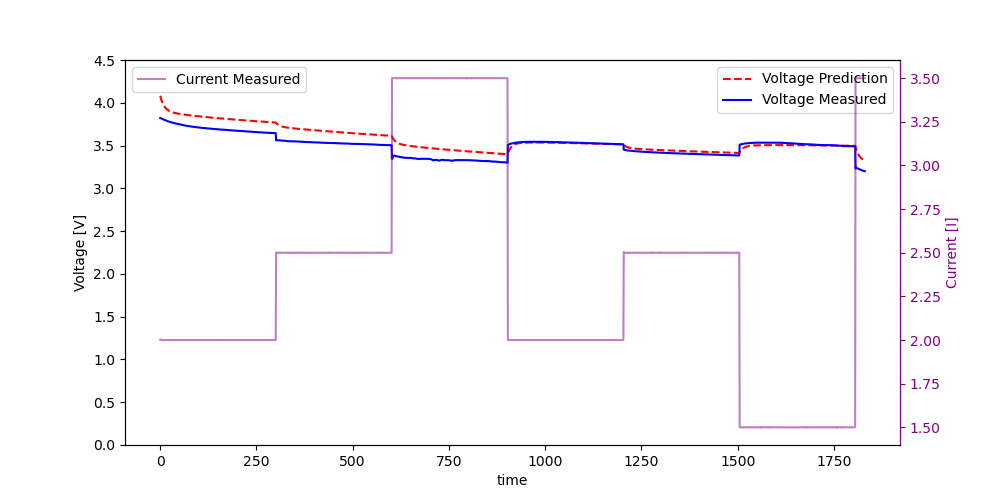 Current Measured
Voltage Prediction
Voltage Measured
4.5
4.0
3.5
3.0
2.5
2.0
1.5
1.0
0.5
0.0
Voltage [V]
3.50
3.25
3.00
2.75
2.50
2.25
2.00
1.75
1.50
Current [I]
0 250 500 750 1000 1250 1500 1750
time